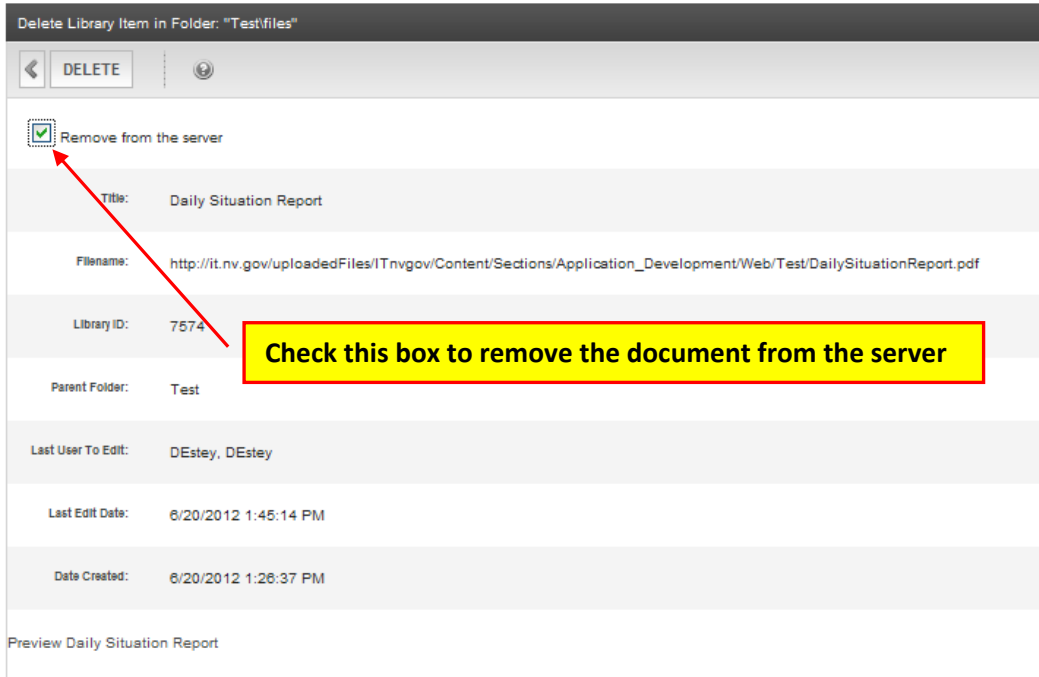 Delete Library Item in Folder: "Test\files"
DELETE
Remove from the server
Title: Daily Situation Report
Filename: http://it.nv.gov/uploadedFiles/ITnvgov/Content/Sections/Application_Development/Web/Test/DailySituationReport.pdf
Library ID: 7574
Check this box to remove the document from the server
Parent Folder: Test
Last User To Edit: DEstey, DEstey
Last Edit Date: 6/20/2012 1:45:14 PM
Date Created: 6/20/2012 1:26:37 PM
Preview Daily Situation Report